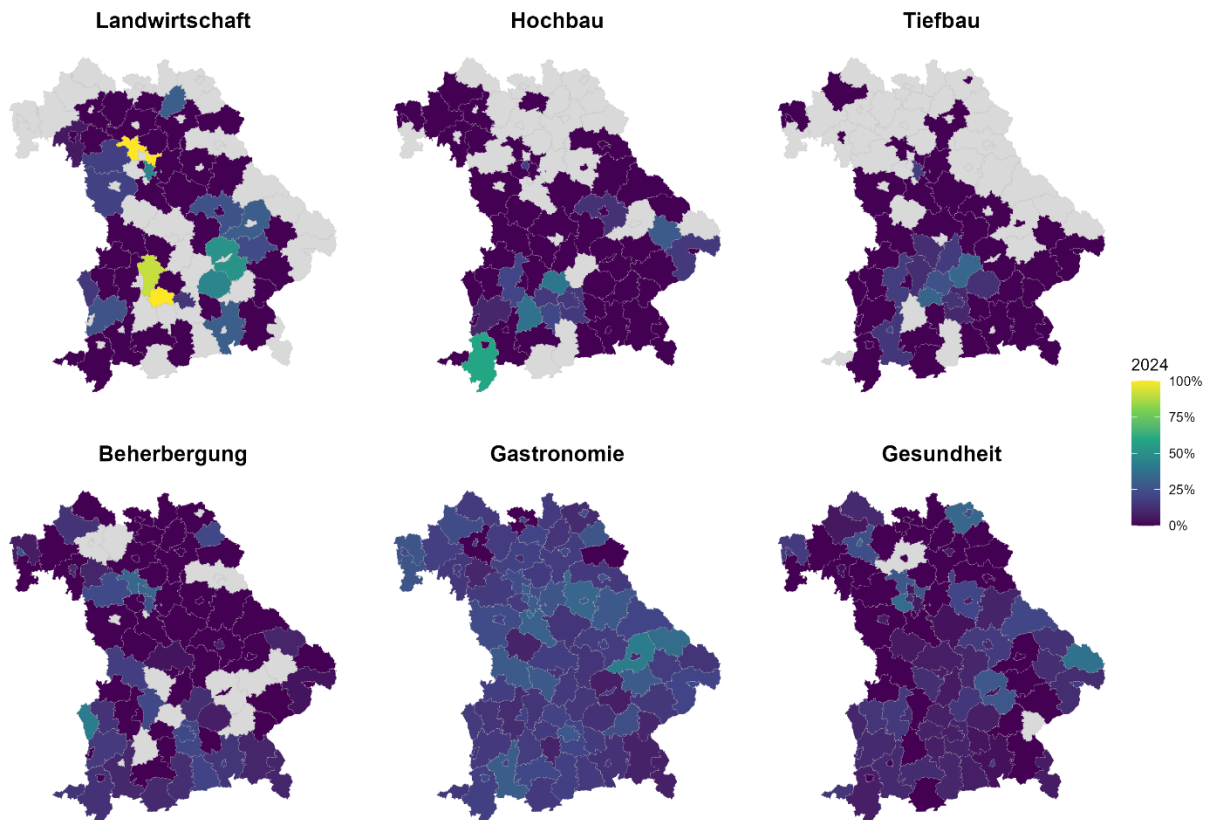 Landwirtschaft
Hochbau
Tiefbau
2024
100%
75%
50%
25%
0%
Beherbergung
Gastronomie
Gesundheit